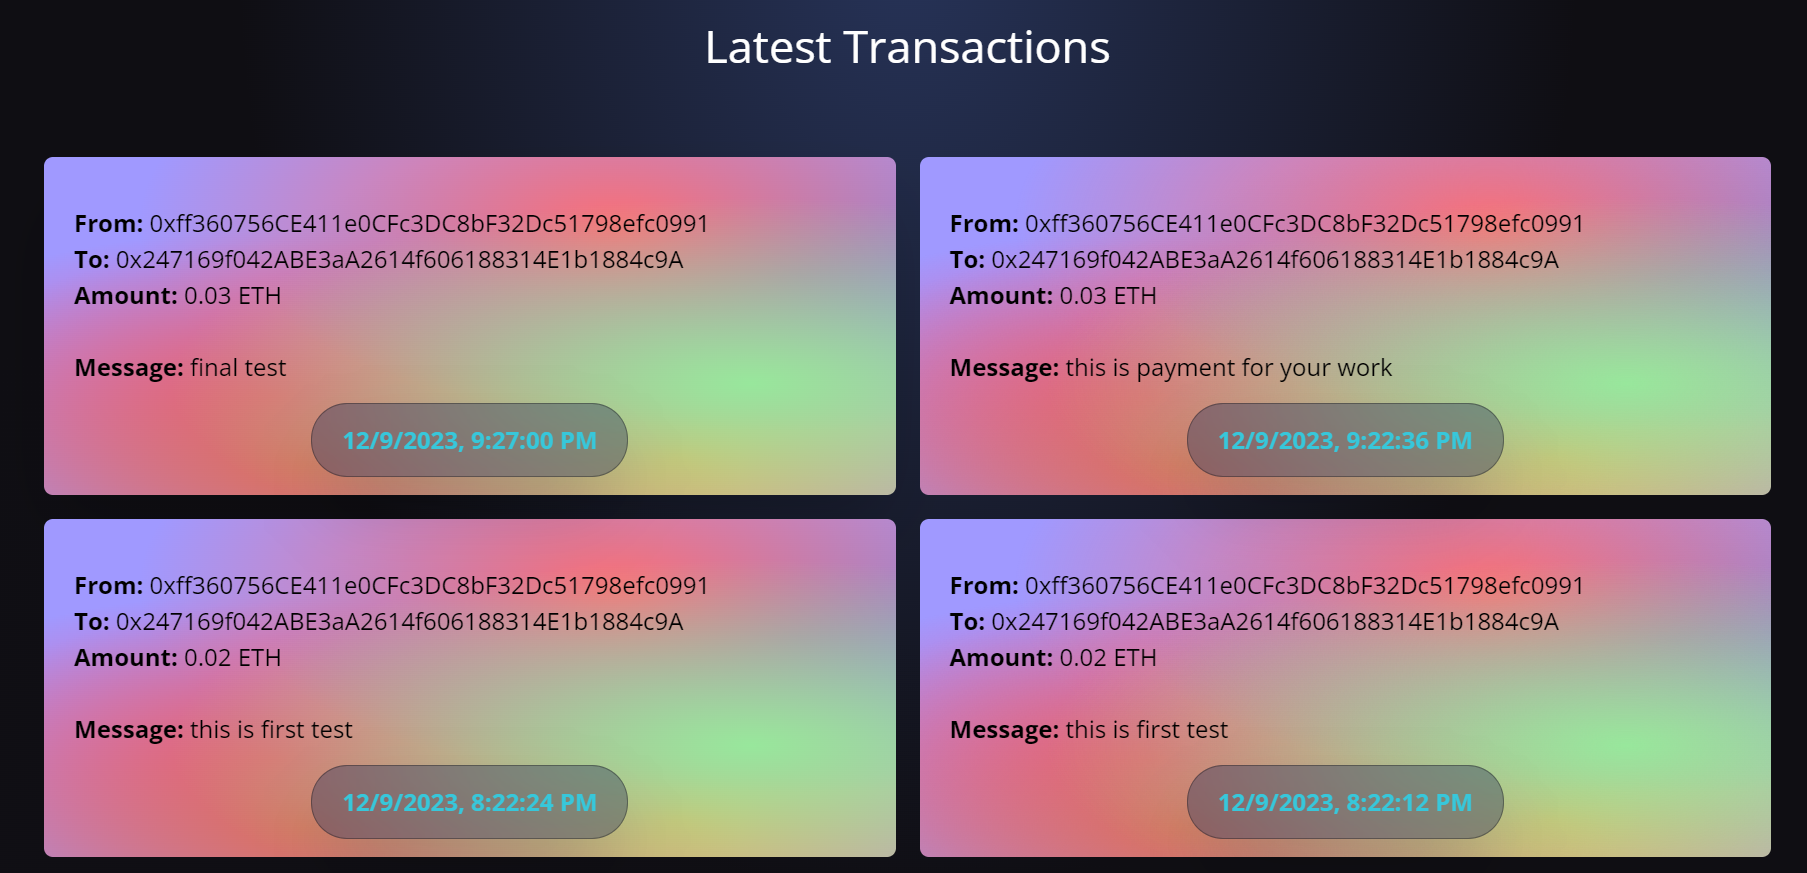 Latest Transactions
From: 0xff360756CE411e0CFc3DC8bF32Dc51798efc0991
To: 0x247169f042ABE3aA2614f606188314E1b1884c9A
Amount: 0.03 ETH
Message: final test
12/9/2023, 9:27:00 PM
From: 0xff360756CE411e0CFc3DC8bF32Dc51798efc0991
To: 0x247169f042ABE3aA2614f606188314E1b1884c9A
Amount: 0.03 ETH
Message: this is payment for your work
12/9/2023, 9:22:36 PM
From: 0xff360756CE411e0CFc3DC8bF32Dc51798efc0991
To: 0x247169f042ABE3aA2614f606188314E1b1884c9A
Amount: 0.02 ETH
Message: this is first test
12/9/2023, 8:22:24 PM
From: 0xff360756CE411e0CFc3DC8bF32Dc51798efc0991
To: 0x247169f042ABE3aA2614f606188314E1b1884c9A
Amount: 0.02 ETH
Message: this is first test
12/9/2023, 8:22:12 PM